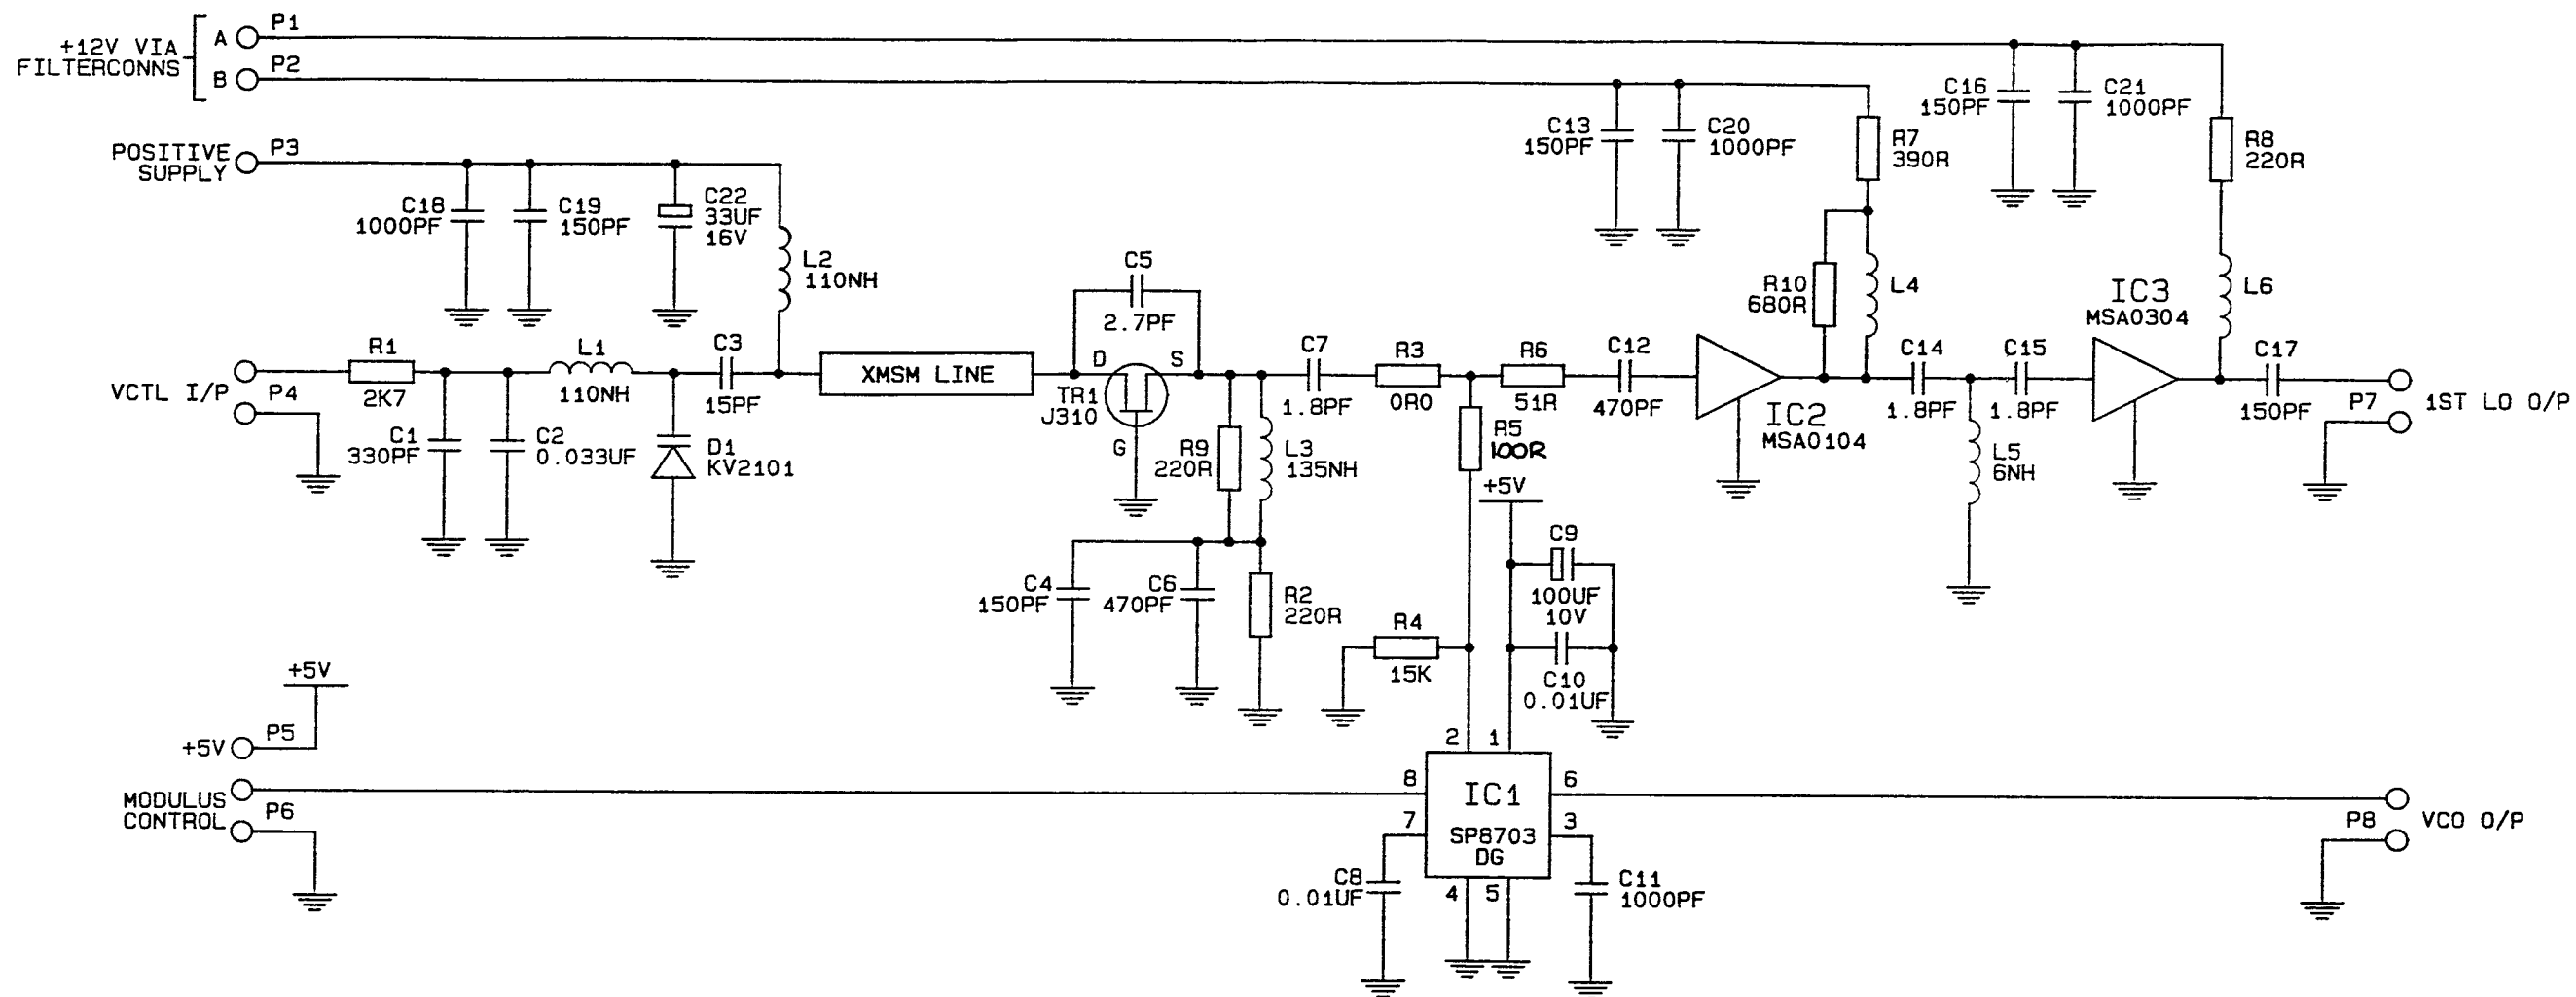 +12V VIA
FILTERCONNS
A
P1
B
P2
POSITIVE
SUPPLY
P3
C18
1000PF
C19
150PF
C22
33UF
16V
L2
110NH
C13
150PF
C20
1000PF
R7
390R
C16
150PF
C21
1000PF
R8
220R
VCTL I/P
P4
R1
2K7
C1
330PF
C2
0.033UF
L1
110NH
D1
KV2101
C3
15PF
XMSM LINE
C5
2.7PF
D
S
G
TR1
J310
R9
220R
L3
135NH
C7
1.8PF
R3
0R0
R6
51R
C12
470PF
R5
100R
R10
680R
L4
IC2
MSA0104
C14
1.8PF
C15
1.8PF
L5
6NH
IC3
MSA0304
L6
C17
150PF
P7
1ST LO O/P
C4
150PF
C6
470PF
R2
220R
R4
15K
+5V
C9
100UF
10V
C10
0.01UF
+5V
+5V
P5
MODULUS
CONTROL
P6
2
1
8
6
7
3
4
5
IC1
SP8703
DG
C8
0.01UF
C11
1000PF
P8
VCO O/P